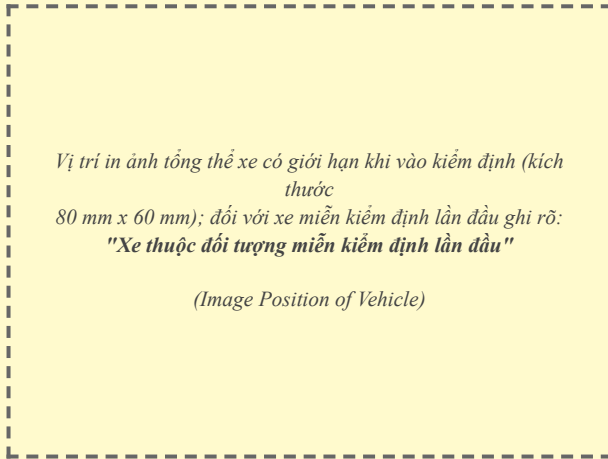 Vị trí in ảnh tổng thể xe có giới hạn khi vào kiểm định (kích
thước
80 mm x 60 mm); đối với xe miễn kiểm định lần đầu ghi rõ:
"Xe thuộc đối tượng miễn kiểm định lần đầu"
(Image Position of Vehicle)